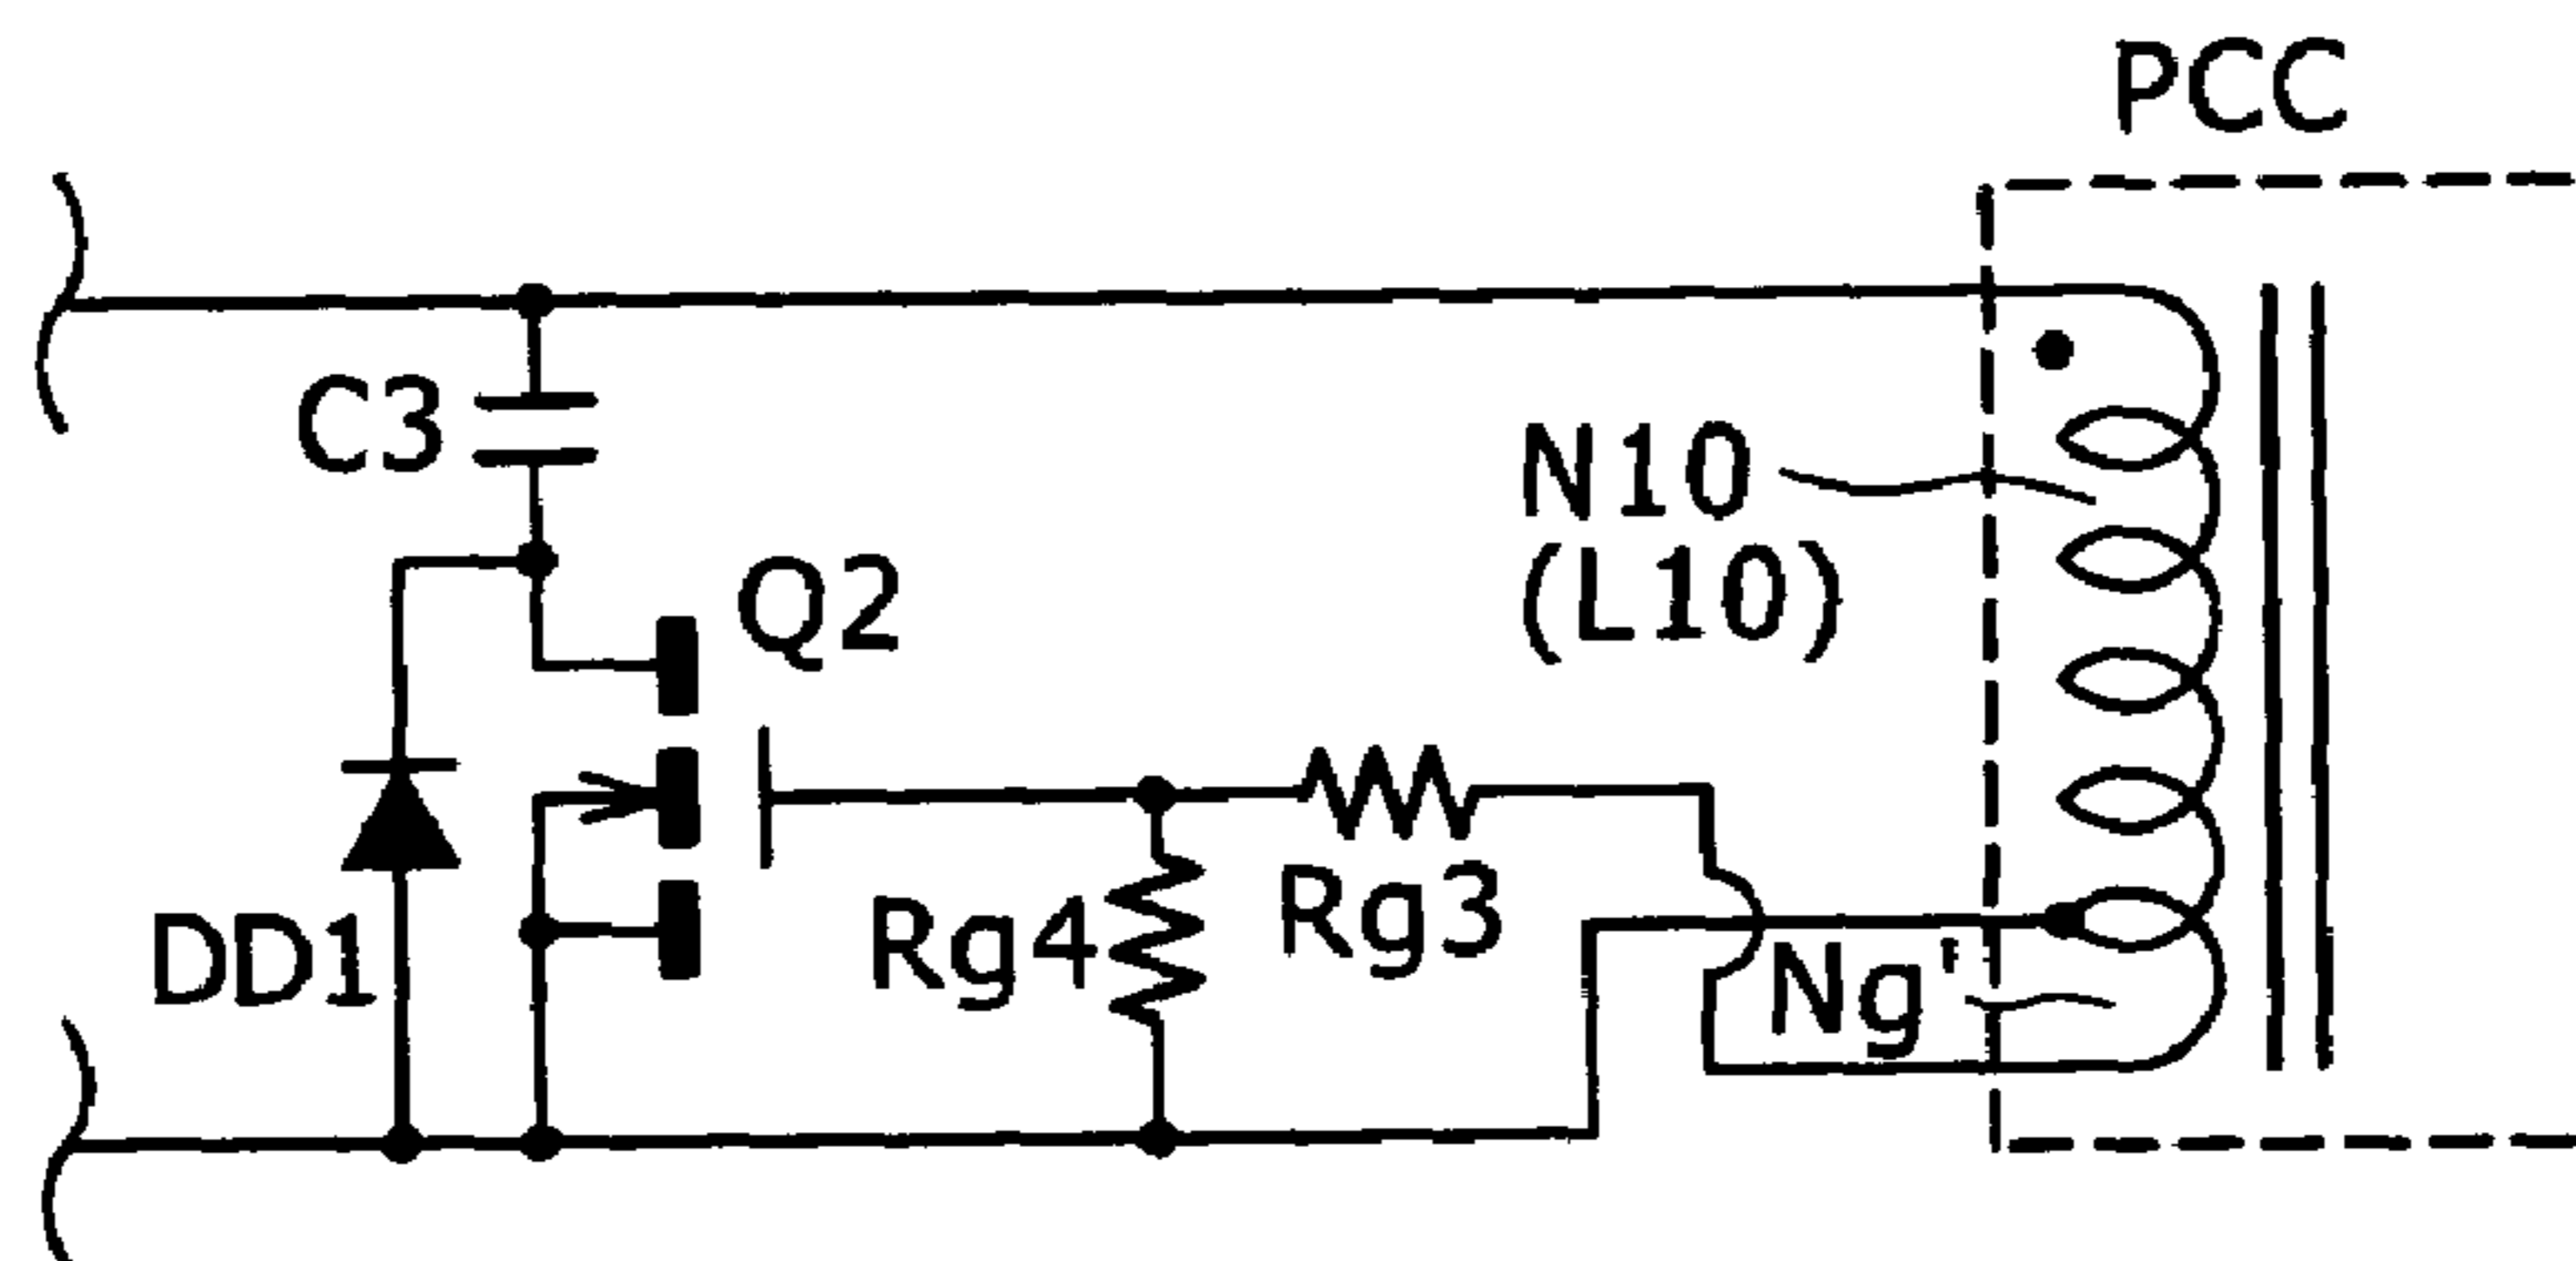 PCC
C3
N10
(L10)
Q2
Rg3
Rg4
DD1
Ng'